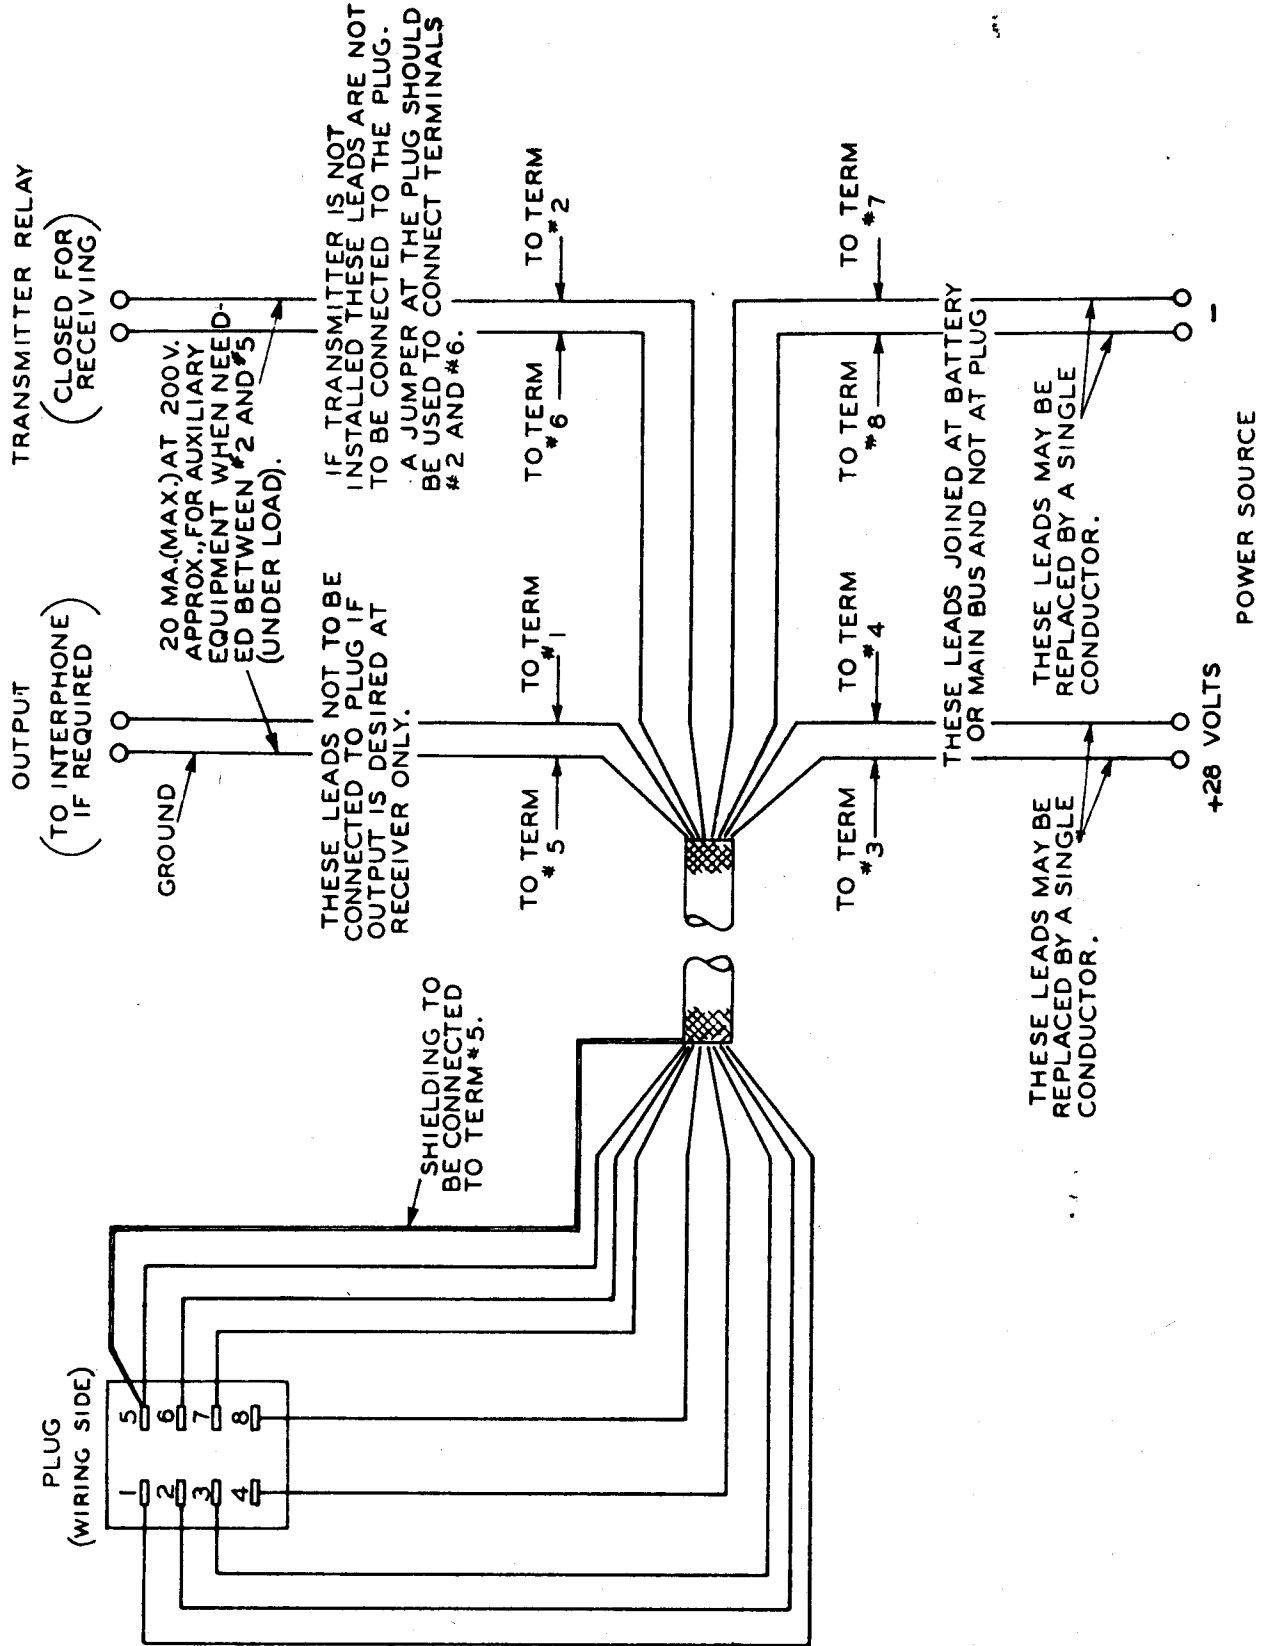 PLUG
(WIRING SIDE)
1
2
3
4
5
6
7
8
SHIELDING TO
BE CONNECTED
TO TERM #5.
OUTPUT
(TO INTERPHONE
IF REQUIRED)
GROUND
20 MA.(MAX.) AT 200V.
APPROX., FOR AUXILIARY
EQUIPMENT WHEN NEED-
ED BETWEEN #2 AND #5
(UNDER LOAD).
TRANSMITTER RELAY
(CLOSED FOR
RECEIVING)
THESE LEADS NOT TO BE
CONNECTED TO PLUG IF
OUTPUT IS DESIRED AT
RECEIVER ONLY.
IF TRANSMITTER IS NOT
INSTALLED THESE LEADS ARE NOT
TO BE CONNECTED TO THE PLUG.
A JUMPER AT THE PLUG SHOULD
BE USED TO CONNECT TERMINALS
#2 AND #6.
TO TERM
#5
TO TERM
#1
TO TERM
#6
TO TERM
#2
TO TERM
#3
TO TERM
#4
TO TERM
#8
TO TERM
#7
THESE LEADS JOINED AT BATTERY
OR MAIN BUS AND NOT AT PLUG
THESE LEADS MAY BE
REPLACED BY A SINGLE
CONDUCTOR.
THESE LEADS MAY BE
REPLACED BY A SINGLE
CONDUCTOR.
+28 VOLTS
-
POWER SOURCE